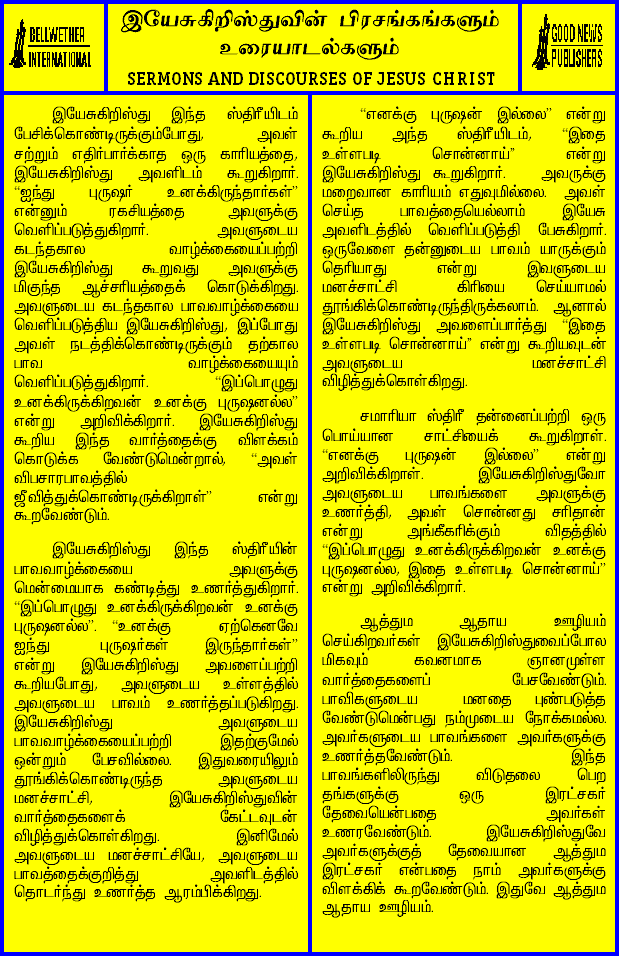 BELLWETHER
INTERNATIONAL
இயேசுகிறிஸ்துவின் பிரசங்கங்களும்
உரையாடல்களும்
SERMONS AND DISCOURSES OF JESUS CHRIST
GOOD NEWS
PUBLISHERS
இயேசுகிறிஸ்து இந்த ஸ்திரீயிடம்
பேசிக்கொண்டிருக்கும்போது, அவள்
சற்றும் எதிர்பார்க்காத ஒரு காரியத்தை,
இயேசுகிறிஸ்து அவளிடம் கூறுகிறார்.
“ஐந்து புருஷர் உனக்கிருந்தார்கள்”
என்னும் ரகசியத்தை அவளுக்கு
வெளிப்படுத்துகிறார். அவளுடைய
கடந்தகால வாழ்க்கையைப்பற்றி
இயேசுகிறிஸ்து கூறுவது அவளுக்கு
மிகுந்த ஆச்சரியத்தைக் கொடுக்கிறது.
அவளுடைய கடந்தகால பாவவாழ்க்கையை
வெளிப்படுத்திய இயேசுகிறிஸ்து, இப்போது
அவள் நடத்திக்கொண்டிருக்கும் தற்கால
பாவ வாழ்க்கையையும்
வெளிப்படுத்துகிறார். “இப்பொழுது
உனக்கிருக்கிறவன் உனக்கு புருஷனல்ல”
என்று அறிவிக்கிறார். இயேசுகிறிஸ்து
கூறிய இந்த வார்த்தைக்கு விளக்கம்
கொடுக்க வேண்டுமென்றால், “அவள்
விபசாரபாவத்தில்
ஜீவித்துக்கொண்டிருக்கிறாள்” என்று
கூறவேண்டும்.
இயேசுகிறிஸ்து இந்த ஸ்திரீயின்
பாவவாழ்க்கையை அவளுக்கு
மென்மையாக கண்டித்து உணர்த்துகிறார்.
“இப்பொழுது உனக்கிருக்கிறவன் உனக்கு
புருஷனல்ல”. “உனக்கு ஏற்கெனவே
ஐந்து புருஷர்கள் இருந்தார்கள்”
என்று இயேசுகிறிஸ்து அவளைப்பற்றி
கூறியபோது, அவளுடைய உள்ளத்தில்
அவளுடைய பாவம் உணர்த்தப்படுகிறது.
இயேசுகிறிஸ்து அவளுடைய
பாவவாழ்க்கையைப்பற்றி இதற்குமேல்
ஒன்றும் பேசவில்லை. இதுவரையிலும்
தூங்கிக்கொண்டிருந்த அவளுடைய
மனச்சாட்சி, இயேசுகிறிஸ்துவின்
வார்த்தைகளைக் கேட்டவுடன்
விழித்துக்கொள்கிறது. இனிமேல்
அவளுடைய மனச்சாட்சியே, அவளுடைய
பாவத்தைக்குறித்து அவளிடத்தில்
தொடர்ந்து உணர்த்த ஆரம்பிக்கிறது.
“எனக்கு புருஷன் இல்லை” என்று
கூறிய அந்த ஸ்திரீயிடம், “இதை
உள்ளபடி சொன்னாய்” என்று
இயேசுகிறிஸ்து கூறுகிறார். அவருக்கு
மறைவான காரியம் எதுவுமில்லை. அவள்
செய்த பாவத்தையெல்லாம் இயேசு
அவளிடத்தில் வெளிப்படுத்தி பேசுகிறார்.
ஒருவேளை தன்னுடைய பாவம் யாருக்கும்
தெரியாது என்று இவளுடைய
மனச்சாட்சி கிரியை செய்யாமல்
தூங்கிக்கொண்டிருந்திருக்கலாம். ஆனால்
இயேசுகிறிஸ்து அவளைப்பார்த்து “இதை
உள்ளபடி சொன்னாய்” என்று கூறியவுடன்
அவளுடைய மனச்சாட்சி
விழித்துக்கொள்கிறது.
சமாரியா ஸ்திரீ தன்னைப்பற்றி ஒரு
பொய்யான சாட்சியைக் கூறுகிறாள்.
“எனக்கு புருஷன் இல்லை” என்று
அறிவிக்கிறாள். இயேசுகிறிஸ்துவோ
அவளுடைய பாவங்களை அவளுக்கு
உணர்த்தி, அவள் சொன்னது சரிதான்
என்று அங்கீகரிக்கும் விதத்தில்
“இப்பொழுது உனக்கிருக்கிறவன் உனக்கு
புருஷனல்ல, இதை உள்ளபடி சொன்னாய்”
என்று அறிவிக்கிறார்.
ஆத்தும ஆதாய ஊழியம்
செய்கிறவர்கள் இயேசுகிறிஸ்துவைப்போல
மிகவும் கவனமாக ஞானமுள்ள
வார்த்தைகளைப் பேசவேண்டும்.
பாவிகளுடைய மனதை புண்படுத்த
வேண்டுமென்பது நம்முடைய நோக்கமல்ல.
அவர்களுடைய பாவங்களை அவர்களுக்கு
உணர்த்தவேண்டும். இந்த
பாவங்களிலிருந்து விடுதலை பெற
தங்களுக்கு ஒரு இரட்சகர்
தேவையென்பதை அவர்கள்
உணரவேண்டும். இயேசுகிறிஸ்துவே
அவர்களுக்குத் தேவையான ஆத்தும
இரட்சகர் என்பதை நாம் அவர்களுக்கு
விளக்கிக் கூறவேண்டும். இதுவே ஆத்தும
ஆதாய ஊழியம்.